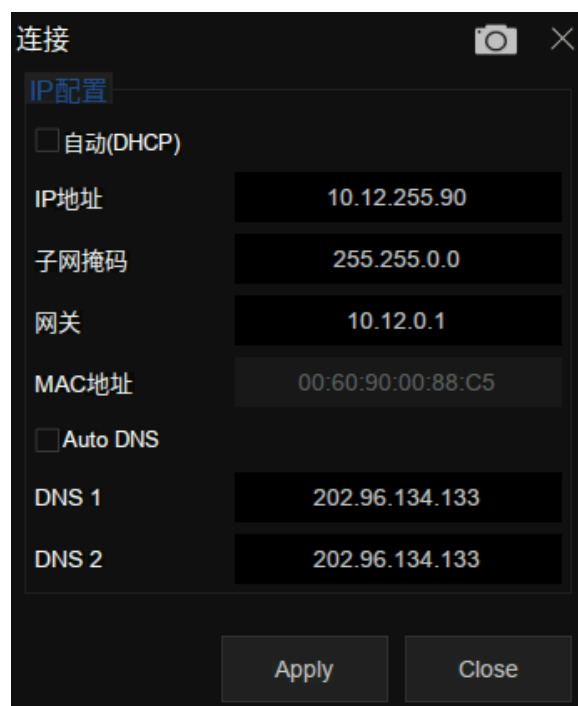 连接
IP配置
自动(DHCP)
IP地址 10.12.255.90
子网掩码 255.255.0.0
网关 10.12.0.1
MAC地址 00:60:90:00:88:C5
Auto DNS
DNS 1 202.96.134.133
DNS 2 202.96.134.133
Apply Close